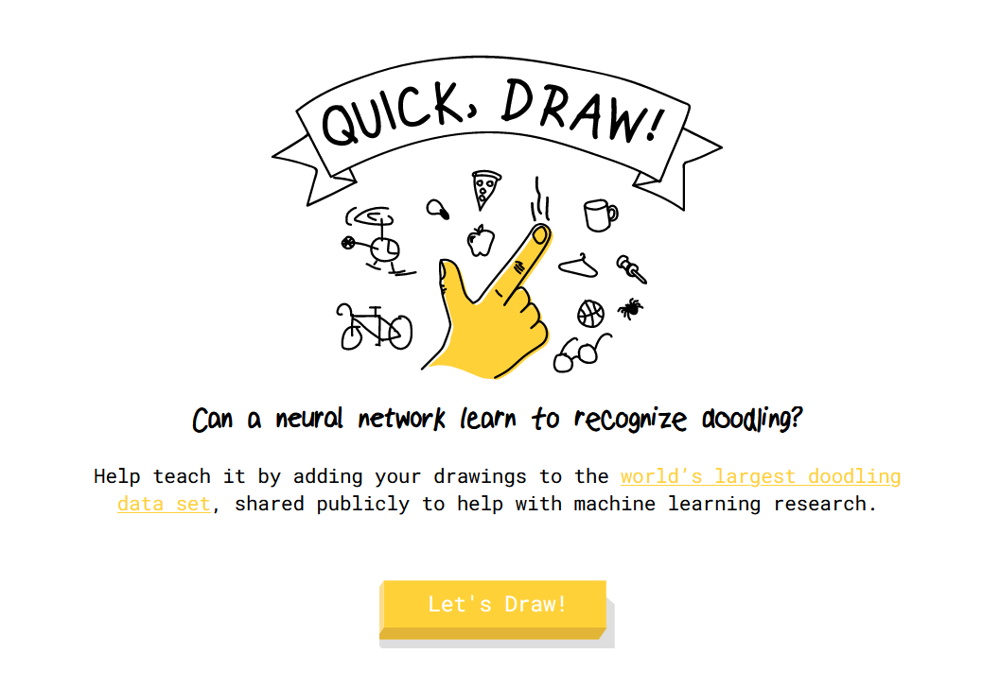 QUICK, DRAW!
Can a neural network learn to recognize doodling?
Help teach it by adding your drawings to the world's largest doodling
data set, shared publicly to help with machine learning research.
Let's Draw!